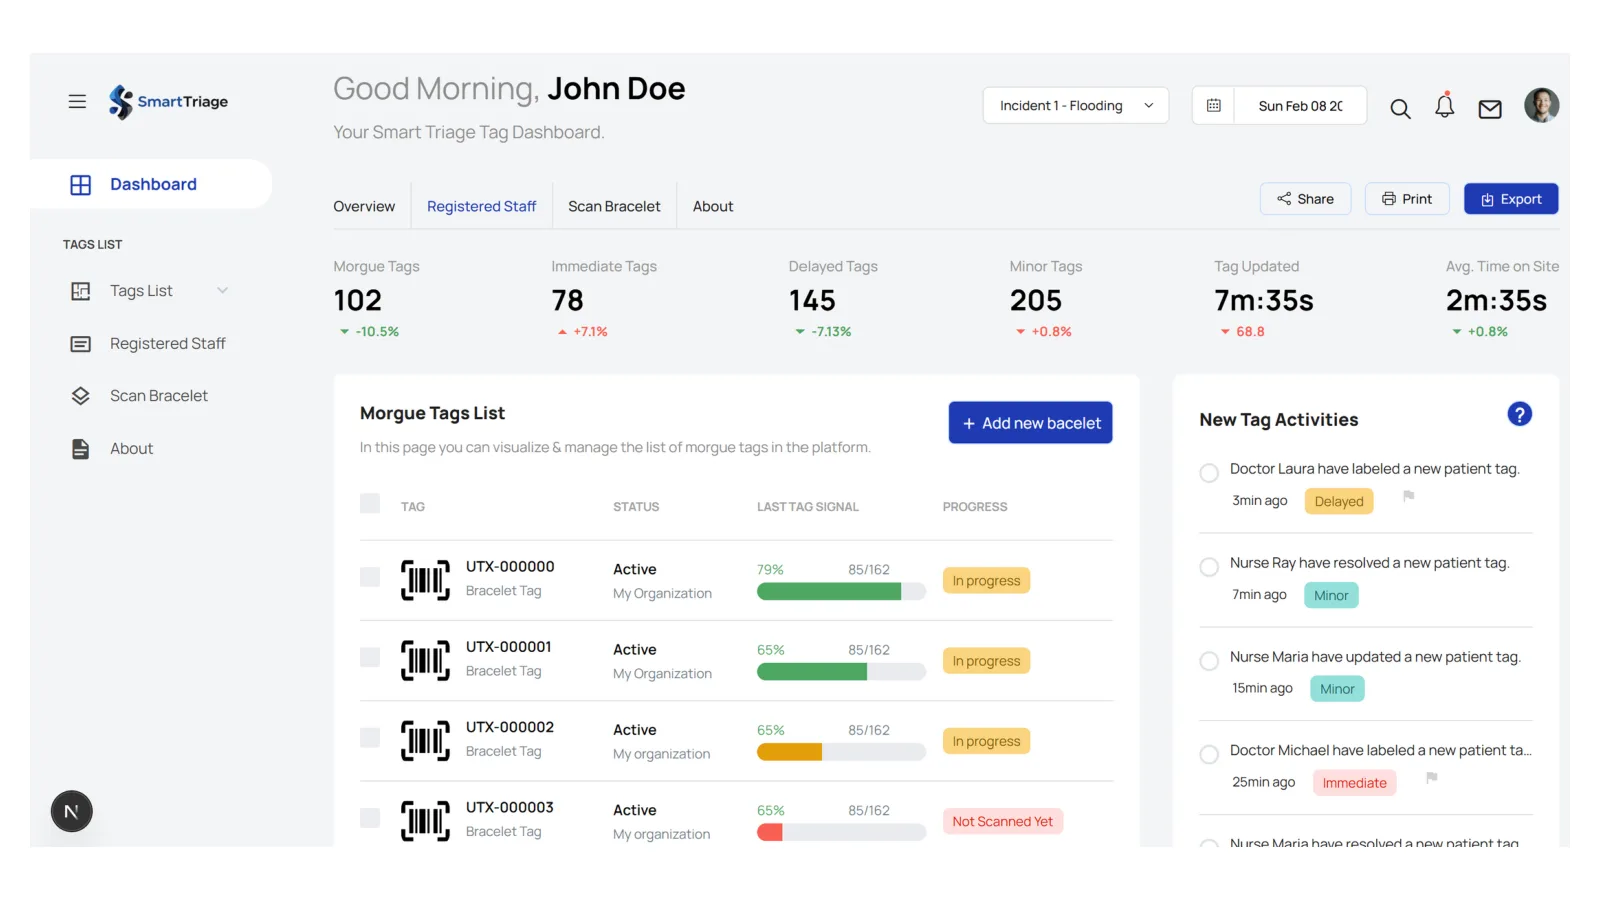 SmartTriage
Good Morning, John Doe
Your Smart Triage Tag Dashboard.
Incident 1 - Flooding
Sun Feb 08 20
Dashboard
TAGS LIST
Tags List
Registered Staff
Scan Bracelet
About
Overview
Registered Staff
Scan Bracelet
About
Share
Print
Export
Morgue Tags
102
-10.5%
Immediate Tags
78
+7.1%
Delayed Tags
145
-7.13%
Minor Tags
205
+0.8%
Tag Updated
7m:35s
68.8
Avg. Time on Site
2m:35s
+0.8%
Morgue Tags List
In this page you can visualize & manage the list of morgue tags in the platform.
+ Add new bacelet
TAG STATUS LAST TAG SIGNAL PROGRESS
UTX-000000
Bracelet Tag
Active
My Organization
79% 85/162
In progress
UTX-000001
Bracelet Tag
Active
My Organization
65% 85/162
In progress
UTX-000002
Bracelet Tag
Active
My organization
65% 85/162
In progress
UTX-000003
Bracelet Tag
Active
My organization
65% 85/162
Not Scanned Yet
New Tag Activities
?
Doctor Laura have labeled a new patient tag.
3min ago Delayed
Nurse Ray have resolved a new patient tag.
7min ago Minor
Nurse Maria have updated a new patient tag.
15min ago Minor
Doctor Michael have labeled a new patient ta...
25min ago Immediate
Nurse Maria have resolved a new patient tag.
N